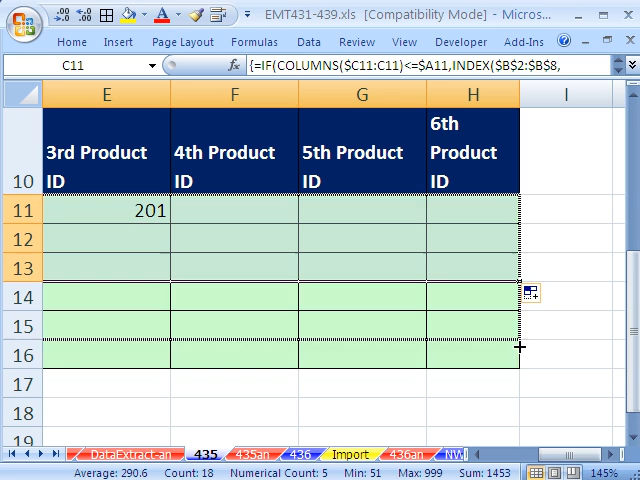 EMT431-439.xls [Compatibility Mode] - Micros...
Home Insert Page Layout Formulas Data Review View Developer Add-Ins
C11 fx {=IF(COLUMNS($C11:C11)<=$A11,INDEX($B$2:$B$8,
E F G H I
10 3rd Product ID 4th Product ID 5th Product ID 6th Product ID
11 201
12
13
14
15
16
17
18
19
DataExtract-an 435 435an 436 Import 436an NW
Average: 290.6 Count: 18 Numerical Count: 5 Min: 51 Max: 999 Sum: 1453 145%